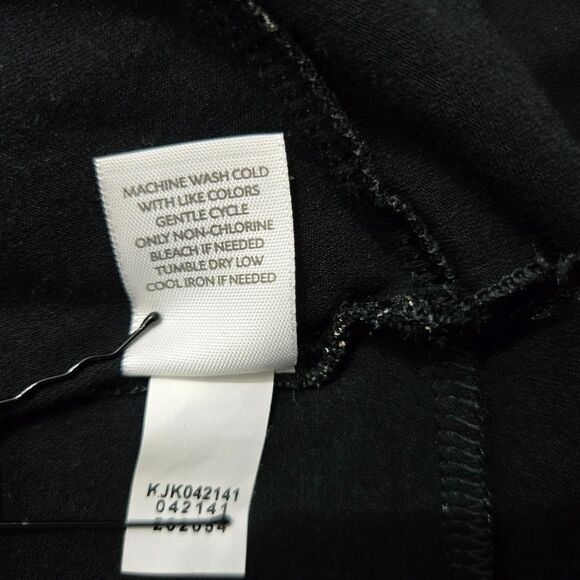 MACHINE WASH COLD
WITH LIKE COLORS
GENTLE CYCLE
ONLY NON-CHLORINE
BLEACH IF NEEDED
TUMBLE DRY LOW
COOL IRON IF NEEDED
KJK042141
042141